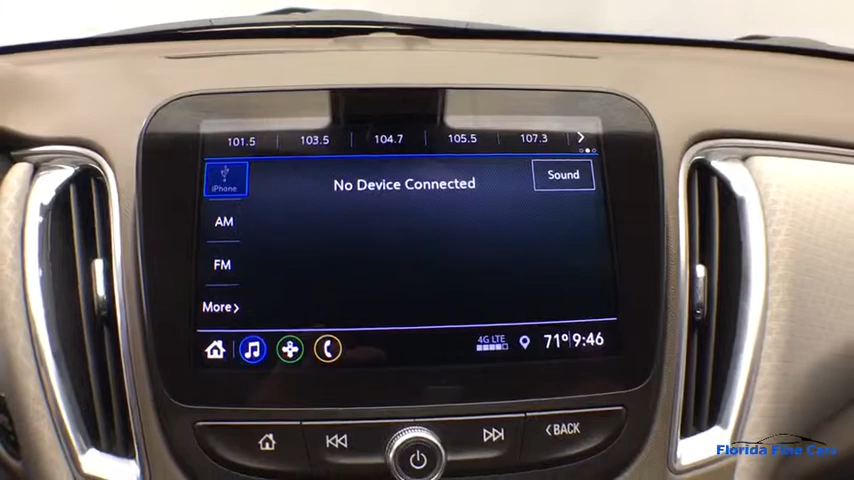 101.5 103.5 104.7 105.5 107.3
iPhone
No Device Connected
Sound
AM
FM
More
4G LTE
71° 9:46
BACK
Florida Fine Cars